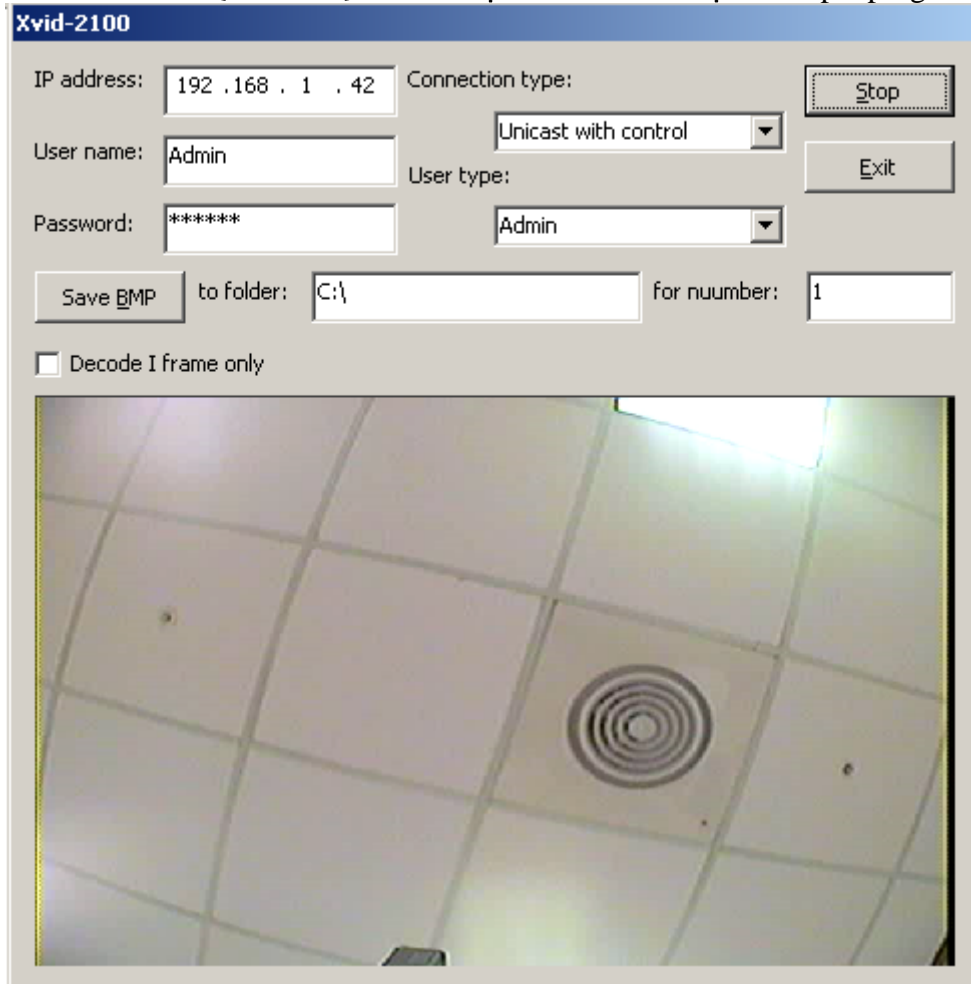 Xvid-2100
IP address: 192 .168 . 1 . 42 Connection type: Stop
Unicast with control
User name: Admin Exit
User type:
Password: ****** Admin
Save BMP to folder: C:\ for nuumber: 1
Decode I frame only